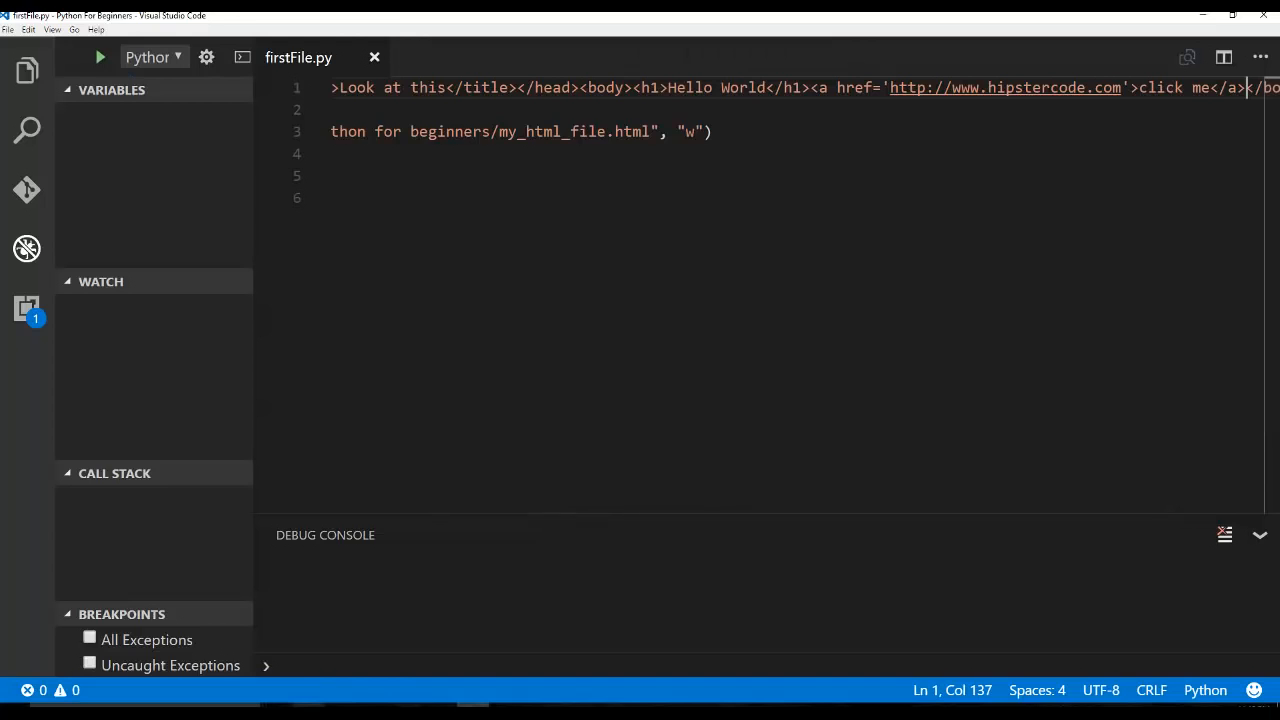 firstFile.py - Python For Beginners - Visual Studio Code
File Edit View Go Help
Python
firstFile.py
VARIABLES
1 >Look at this</title></head><body><h1>Hello World</h1><a href='http://www.hipstercode.com'>click me</a></bo
2
3 thon for beginners/my_html_file.html", "w")
4
5
6
WATCH
CALL STACK
DEBUG CONSOLE
BREAKPOINTS
All Exceptions
Uncaught Exceptions
1
0 0
Ln 1, Col 137 Spaces: 4 UTF-8 CRLF Python